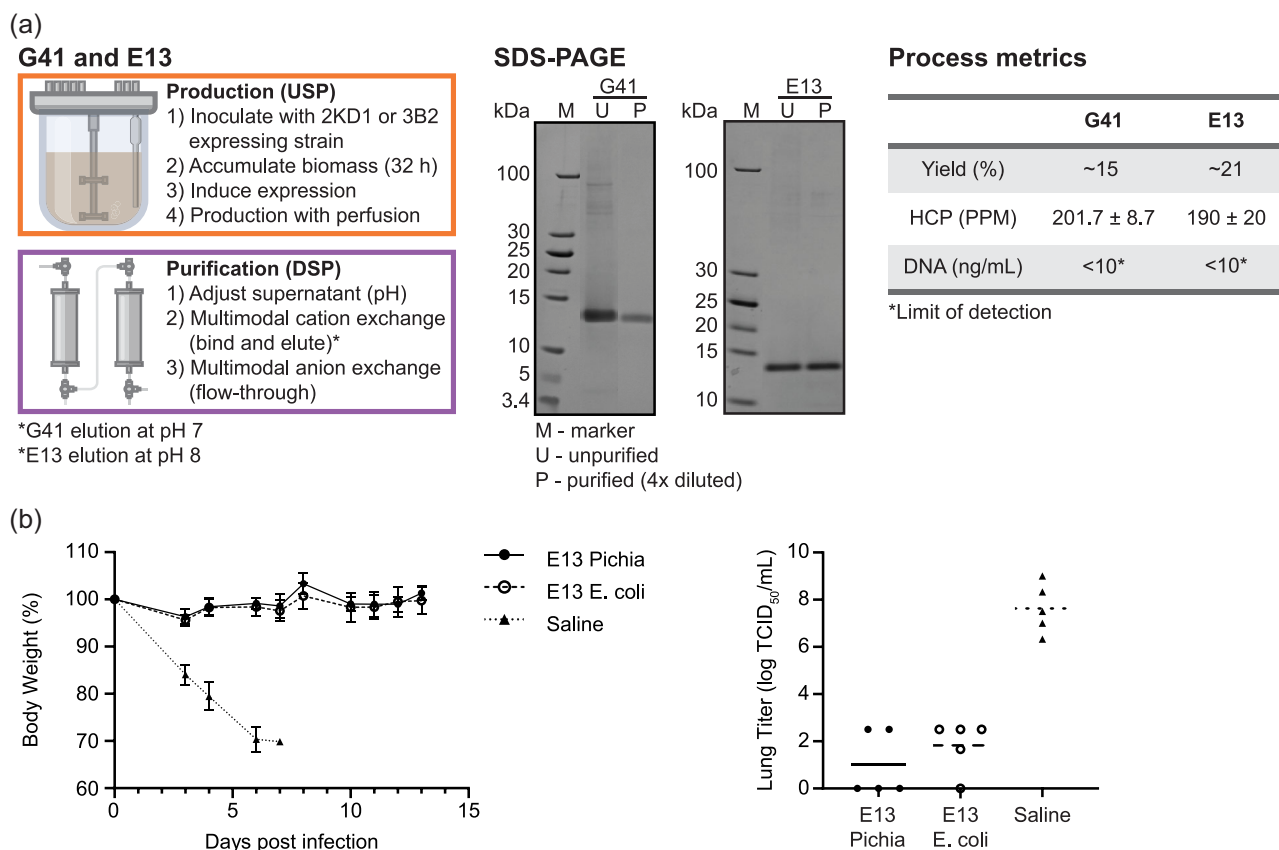 (a)
G41 and E13
Production (USP)
1) Inoculate with 2KD1 or 3B2
expressing strain
2) Accumulate biomass (32 h)
3) Induce expression
4) Production with perfusion
Purification (DSP)
1) Adjust supernatant (pH)
2) Multimodal cation exchange
(bind and elute)*
3) Multimodal anion exchange
(flow-through)
*G41 elution at pH 7
*E13 elution at pH 8
SDS-PAGE
G41
kDa M U P
100
30
25
20
15
10
5
3.4
E13
kDa M U P
100
30
25
20
15
10
M - marker
U - unpurified
P - purified (4x diluted)
Process metrics
G41 E13
Yield (%) ~15 ~21
HCP (PPM) 201.7 ± 8.7 190 ± 20
DNA (ng/mL) <10* <10*
*Limit of detection
(b)
Body Weight (%)
110
100
90
80
70
60
0 5 10 15
Days post infection
E13 Pichia
E13 E. coli
Saline
Lung Titer (log TCID50/mL)
10
8
6
4
2
0
E13
Pichia
E13
E. coli
Saline